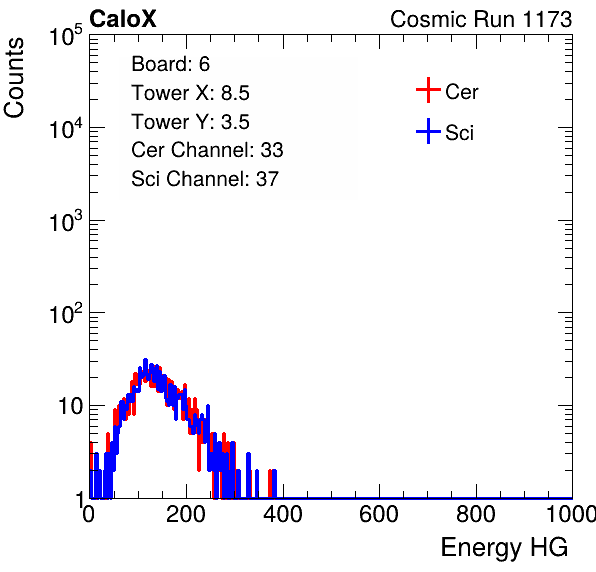 CaloX Cosmic Run 1173
Board: 6
Tower X: 8.5
Tower Y: 3.5
Cer Channel: 33
Sci Channel: 37
Cer
Sci
Counts
10^5
10^4
10^3
10^2
10
1
0 200 400 600 800 1000
Energy HG